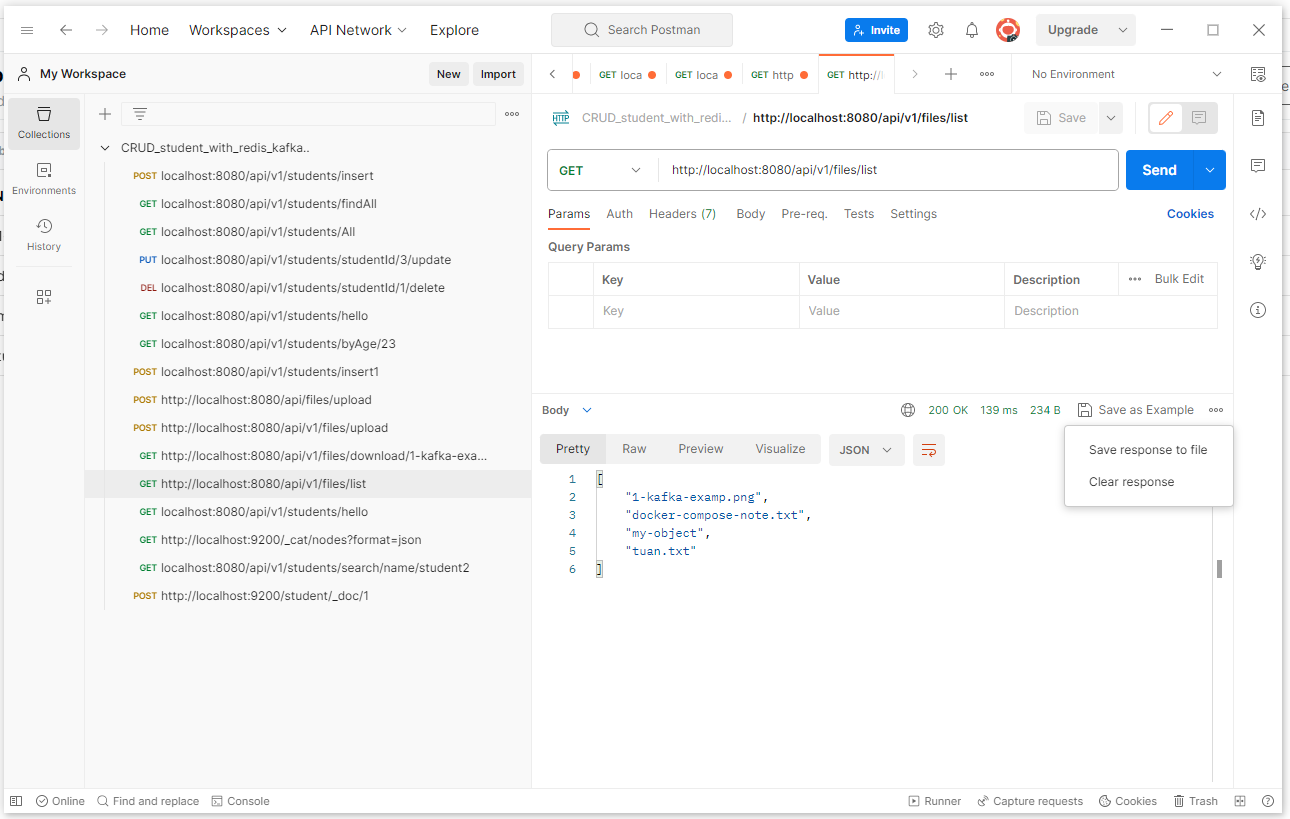 Home Workspaces API Network Explore Search Postman Invite Upgrade
My Workspace New Import GET loca GET loca GET http GET http:// No Environment
Collections
Environments
History
CRUD_student_with_redis_kafka..
POST localhost:8080/api/v1/students/insert
GET localhost:8080/api/v1/students/findAll
GET localhost:8080/api/v1/students/All
PUT localhost:8080/api/v1/students/studentId/3/update
DEL localhost:8080/api/v1/students/studentId/1/delete
GET localhost:8080/api/v1/students/hello
GET localhost:8080/api/v1/students/byAge/23
POST localhost:8080/api/v1/students/insert1
POST http://localhost:8080/api/files/upload
POST http://localhost:8080/api/v1/files/upload
GET http://localhost:8080/api/v1/files/download/1-kafka-exa...
GET http://localhost:8080/api/v1/files/list
GET localhost:8080/api/v1/students/hello
GET http://localhost:9200/_cat/nodes?format=json
GET localhost:8080/api/v1/students/search/name/student2
POST http://localhost:9200/student/_doc/1
HTTP CRUD_student_with_redi... / http://localhost:8080/api/v1/files/list Save
GET http://localhost:8080/api/v1/files/list Send
Params Auth Headers (7) Body Pre-req. Tests Settings Cookies
Query Params
Key Value Description Bulk Edit
Key Value Description
Body 200 OK 139 ms 234 B Save as Example
Save response to file
Clear response
Pretty Raw Preview Visualize JSON
1 [
2 "1-kafka-examp.png",
3 "docker-compose-note.txt",
4 "my-object",
5 "tuan.txt"
6 ]
Online Find and replace Console Runner Capture requests Cookies Trash